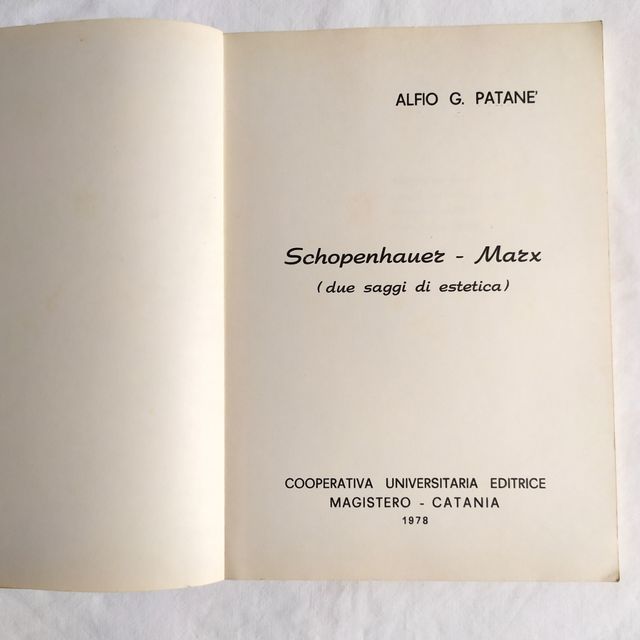 ALFIO G. PATANE'
Schopenhauer - Marx
(due saggi di estetica)
COOPERATIVA UNIVERSITARIA EDITRICE
MAGISTERO - CATANIA
1978